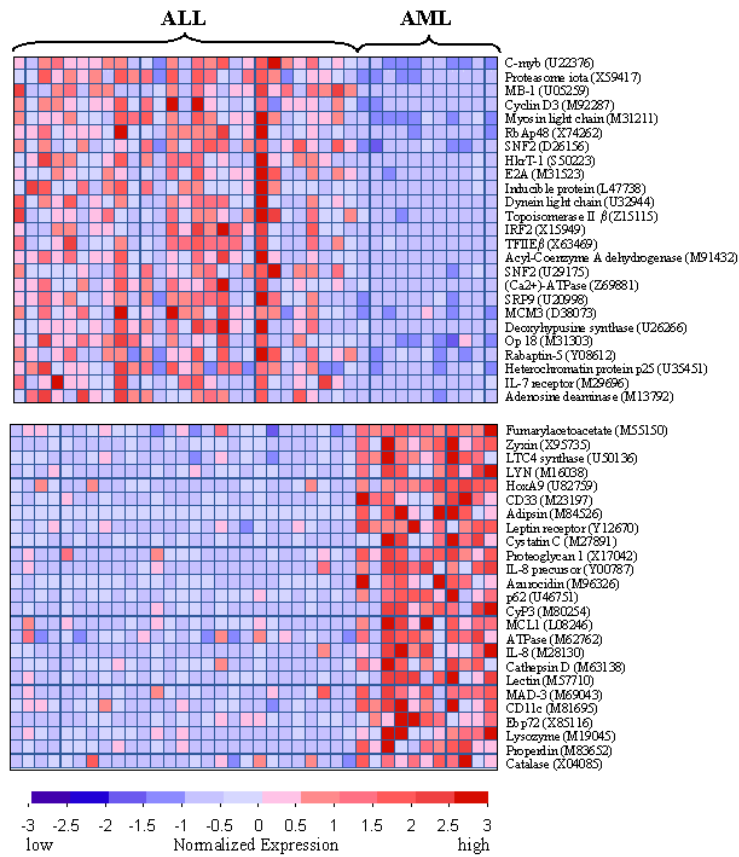 ALL AML
C-myb (U22376)
Proteasome iota (X59417)
MB-1 (U05259)
Cyclin D3 (M92287)
Myosin light chain (M31211)
RbAp48 (X74262)
SNF2 (D26156)
HkrT-1 (S50223)
E2A (M31523)
Inducible protein (L47738)
Dynein light chain (U32944)
Topoisomerase II β (Z15115)
IRF2 (X15949)
TFIIEβ (X63469)
Acyl-Coenzyme A dehydrogenase (M91432)
SNF2 (U29175)
(Ca2+)-ATPase (Z69881)
SRP9 (U20998)
MCM3 (D38073)
Deoxyhypusine synthase (U26266)
Op 18 (M31303)
Rabaptin-5 (Y08612)
Heterochromatin protein p25 (U35451)
IL-7 receptor (M29696)
Adenosine deaminase (M13792)
Fumarylacetoacetate (M55150)
Zyxin (X95735)
LTC4 synthase (U50136)
LYN (M16038)
HoxA9 (U82759)
CD33 (M23197)
Adipsin (M84526)
Leptin receptor (Y12670)
Cystatin C (M27891)
Proteoglycan 1 (X17042)
IL-8 precursor (Y00787)
Azurocidin (M96326)
p62 (U46751)
CyP3 (M80254)
MCL1 (L08246)
ATPase (M62762)
IL-8 (M28130)
Cathepsin D (M63138)
Lectin (M57710)
MAD-3 (M69043)
CD11c (M81695)
Ebp72 (X85116)
Lysozyme (M19045)
Properdin (M83652)
Catalase (X04085)
-3 -2.5 -2 -1.5 -1 -0.5 0 0.5 1 1.5 2 2.5 3
low Normalized Expression high